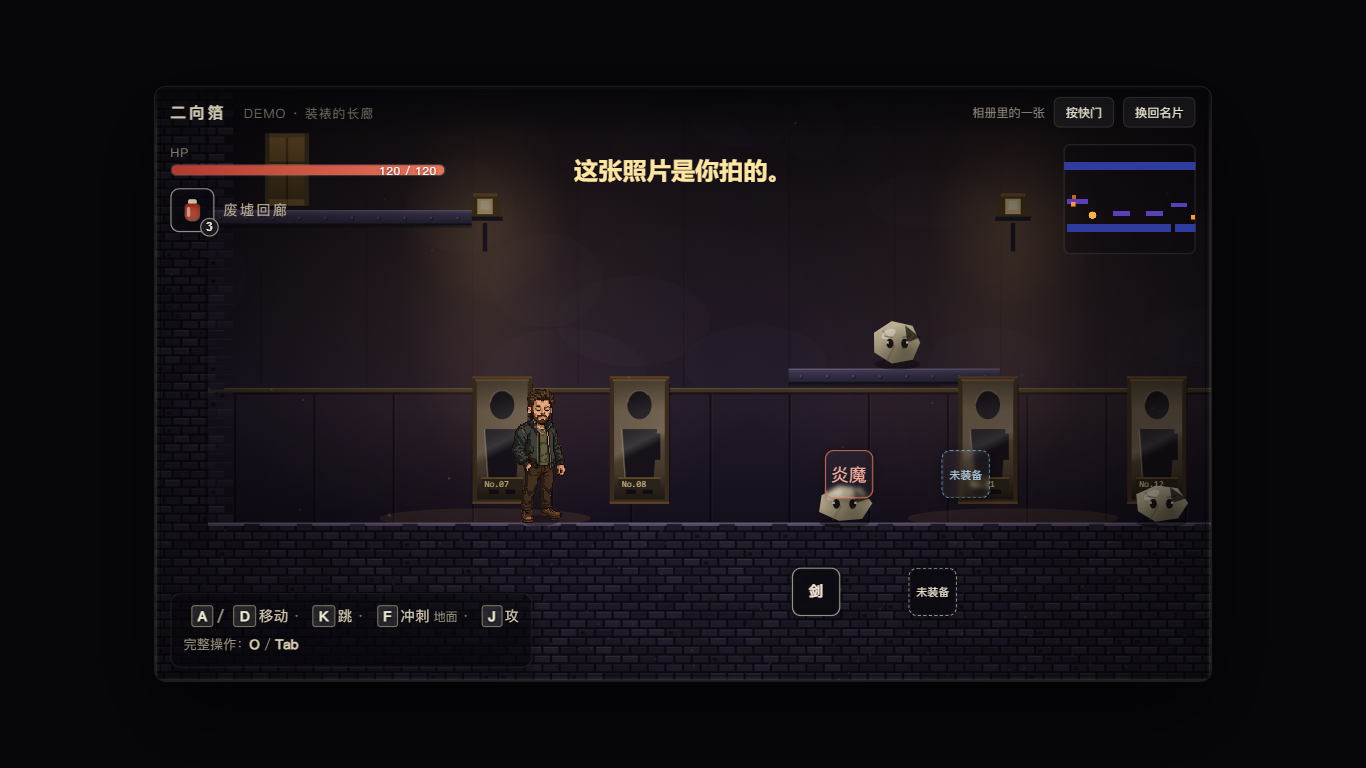 二向箔 DEMO · 装裱的长廊 相册里的一张 按快门 换回名片
HP
120 / 120
这张照片是你拍的。
3 废墟回廊
炎魔 未装备
No.07 No.08 No.12
剑 未装备
A / D 移动 · K 跳 · F 冲刺 地面 · J 攻
完整操作: O / Tab